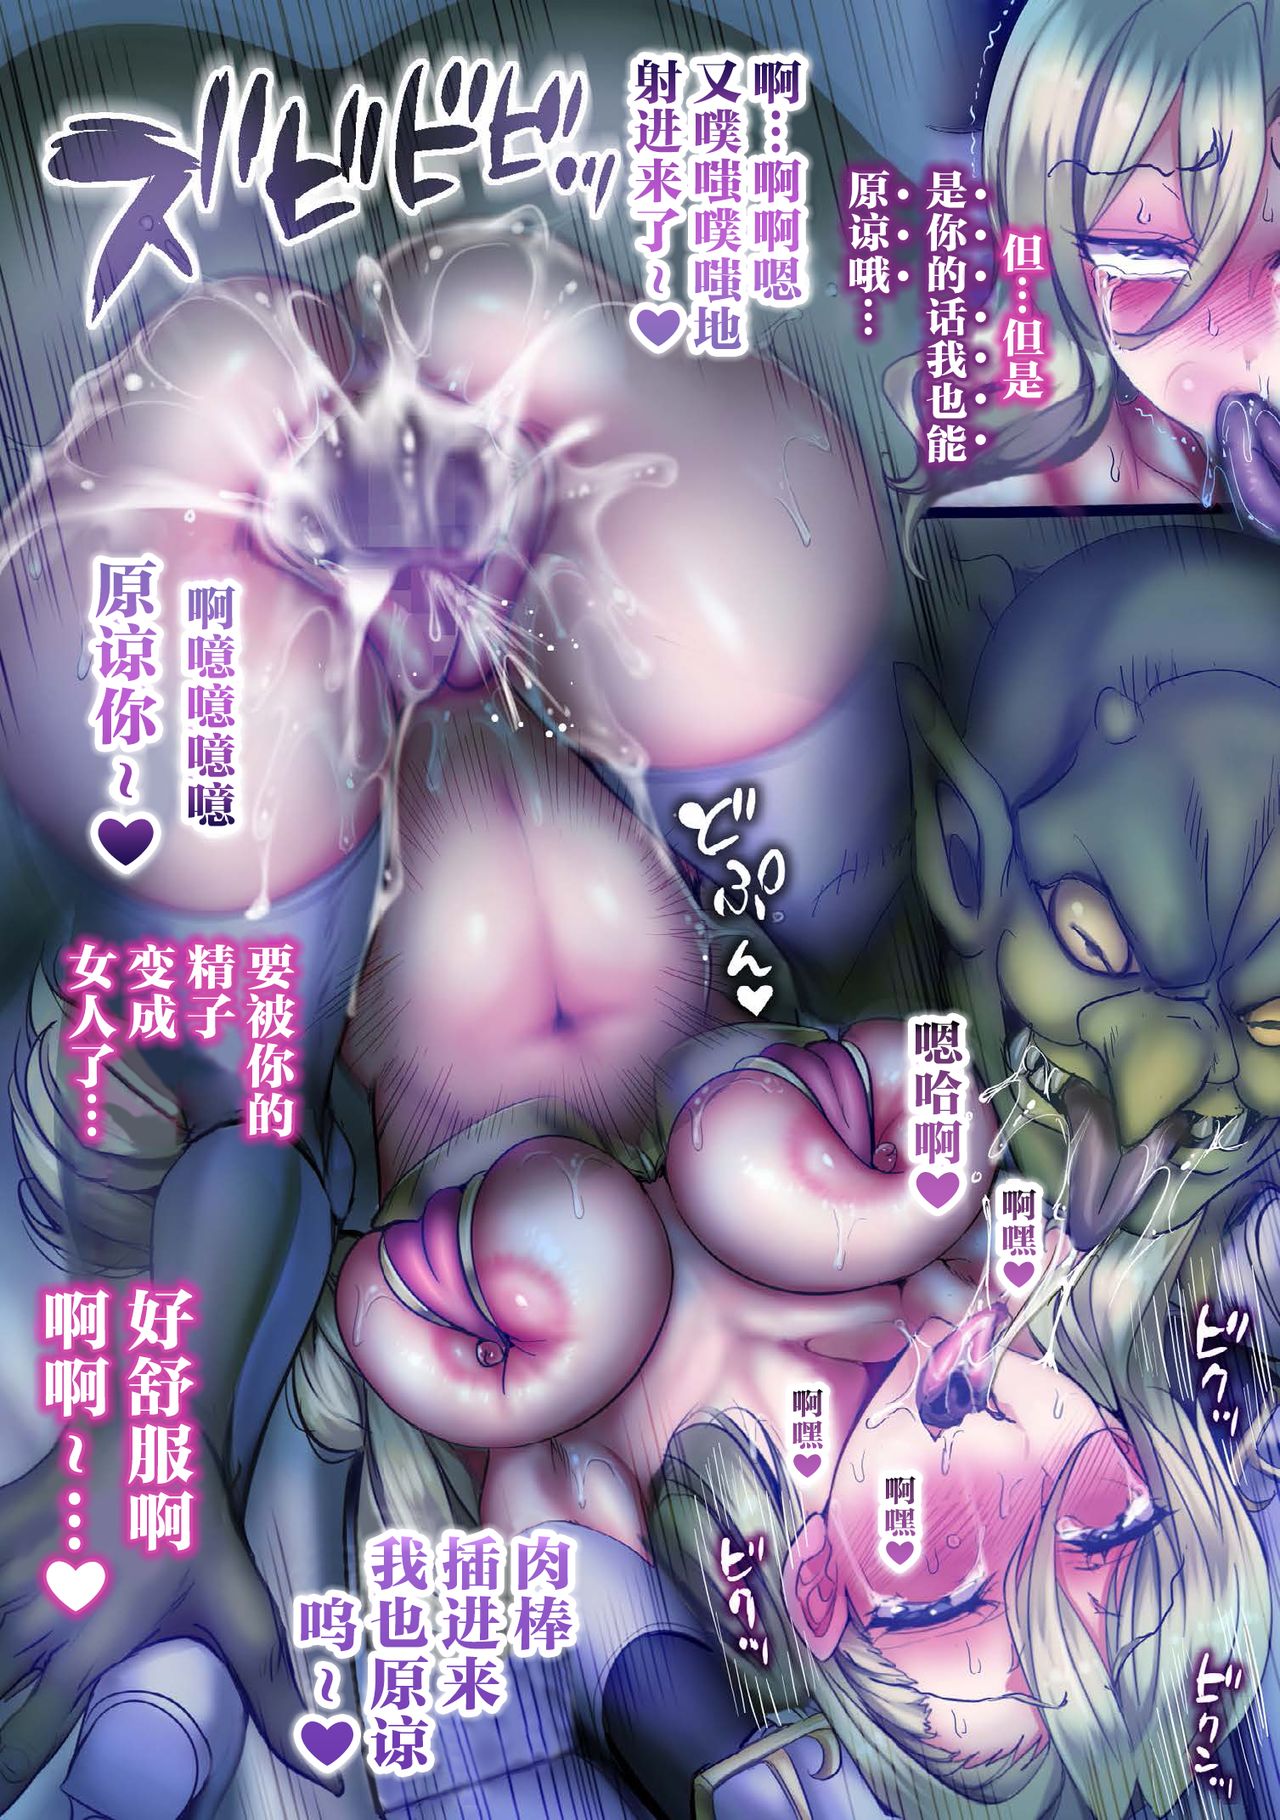 但…但是
是你的话我也能
原谅哦…
啊…啊啊嗯
又噗嗤噗嗤地
射进来了~♥
ズビビビッ
啊噫噫噫噫
原谅你~♥
どぷん♥
要被你的
精子
变成
女人了…
嗯哈啊♥
啊嘿♥
啊嘿♥
啊嘿♥
好舒服啊
啊啊~…♥
肉棒
插进来
我也原谅
呜~♥
ビクッ
ビクッ
ビクンッ